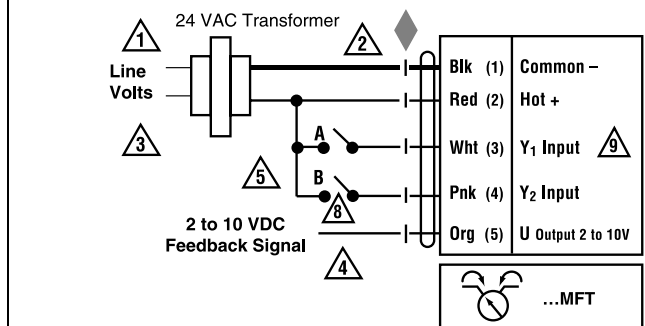 24 VAC Transformer
1
2
Line
Volts
Blk (1) Common –
Red (2) Hot +
3
A
Wht (3) Y₁ Input
9
5
B
8
Pnk (4) Y₂ Input
2 to 10 VDC
Feedback Signal
Org (5) U Output 2 to 10V
4
...MFT